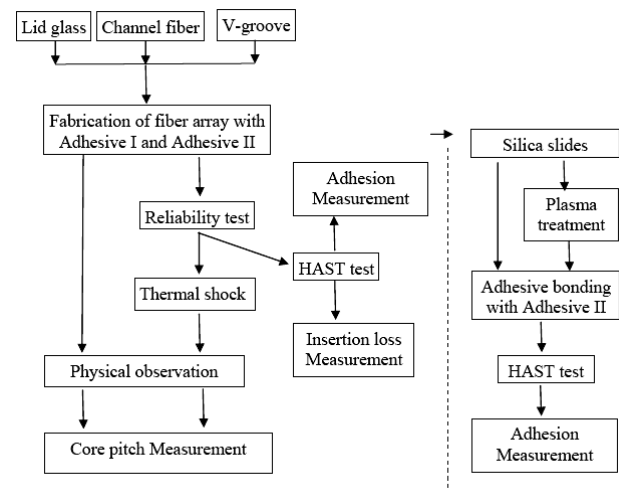 Lid glass
Channel fiber
V-groove
Fabrication of fiber array with
Adhesive I and Adhesive II
Reliability test
Adhesion
Measurement
HAST test
Thermal shock
Insertion loss
Measurement
Physical observation
Core pitch Measurement
Silica slides
Plasma
treatment
Adhesive bonding
with Adhesive II
HAST test
Adhesion
Measurement